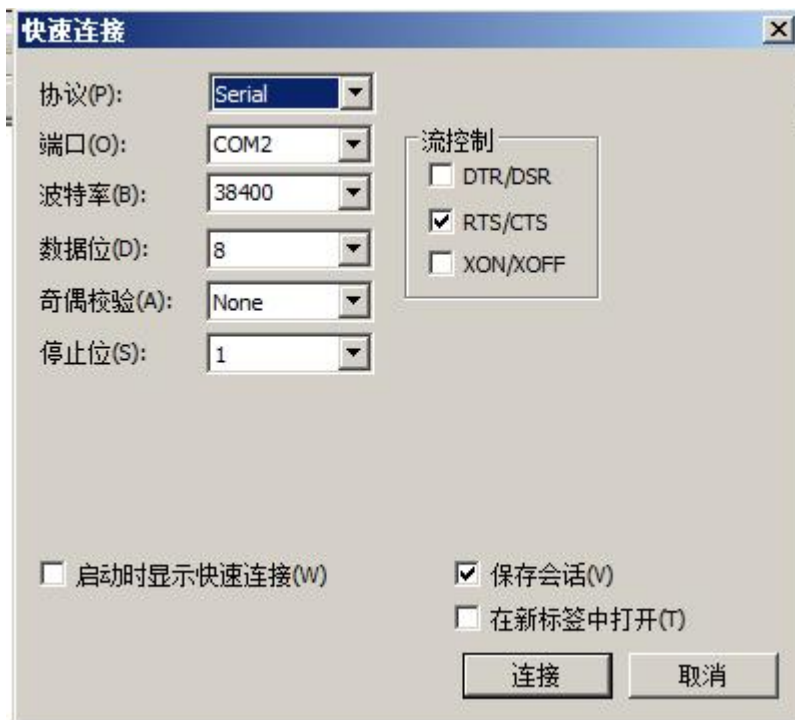 快速连接
协议(P): Serial
端口(O): COM2
流控制
DTR/DSR
波特率(B): 38400
RTS/CTS
数据位(D): 8
XON/XOFF
奇偶校验(A): None
停止位(S): 1
启动时显示快速连接(W)
保存会话(V)
在新标签中打开(T)
连接 取消